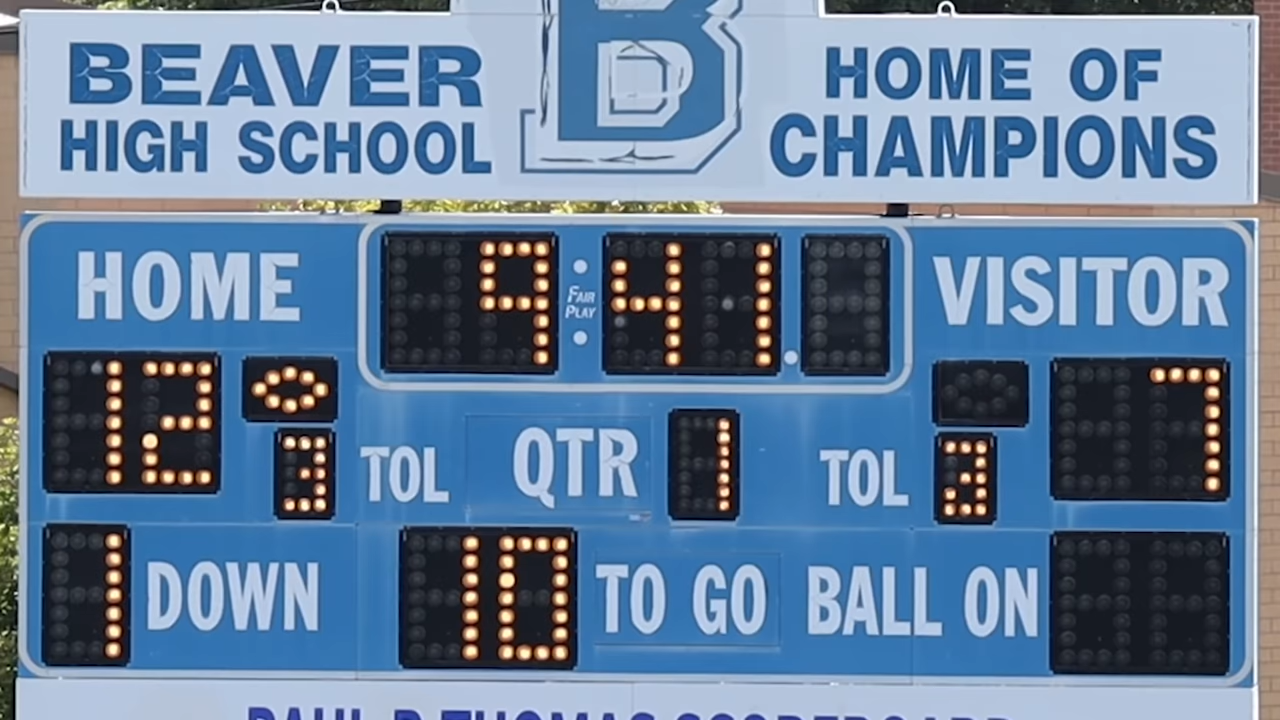 BEAVER
HIGH SCHOOL
B
HOME OF
CHAMPIONS
HOME
9 41
FAIR
PLAY
VISITOR
12
3 TOL
QTR 1
TOL
7
1 DOWN
10 TO GO
BALL ON